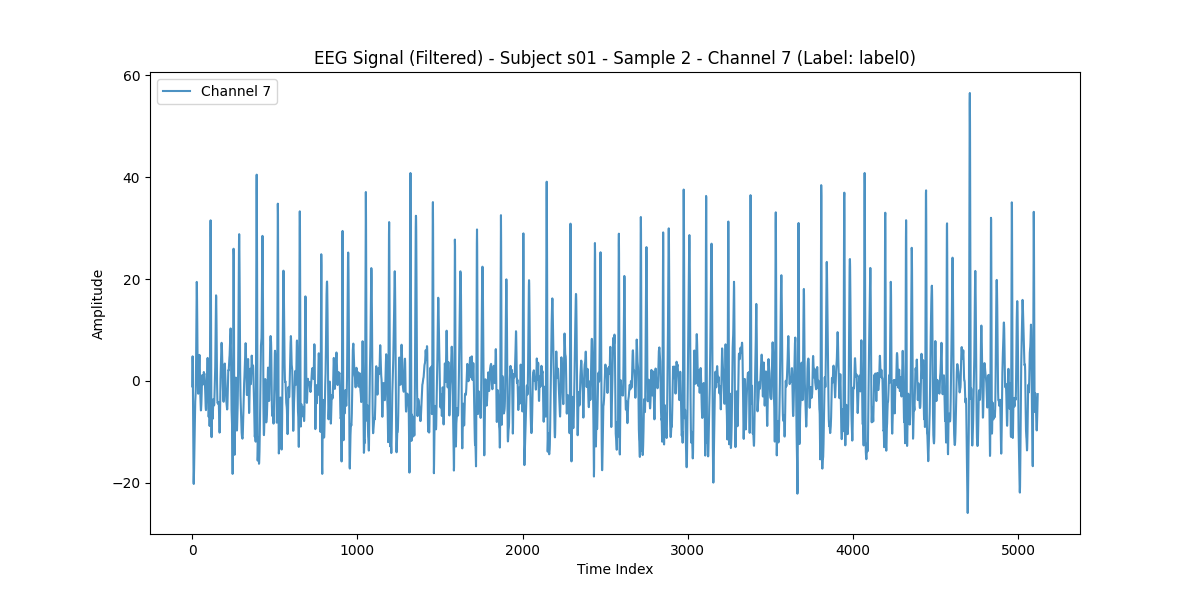 EEG Signal (Filtered) - Subject s01 - Sample 2 - Channel 7 (Label: label0)
Channel 7
60
40
20
0
−20
Amplitude
0 1000 2000 3000 4000 5000
Time Index